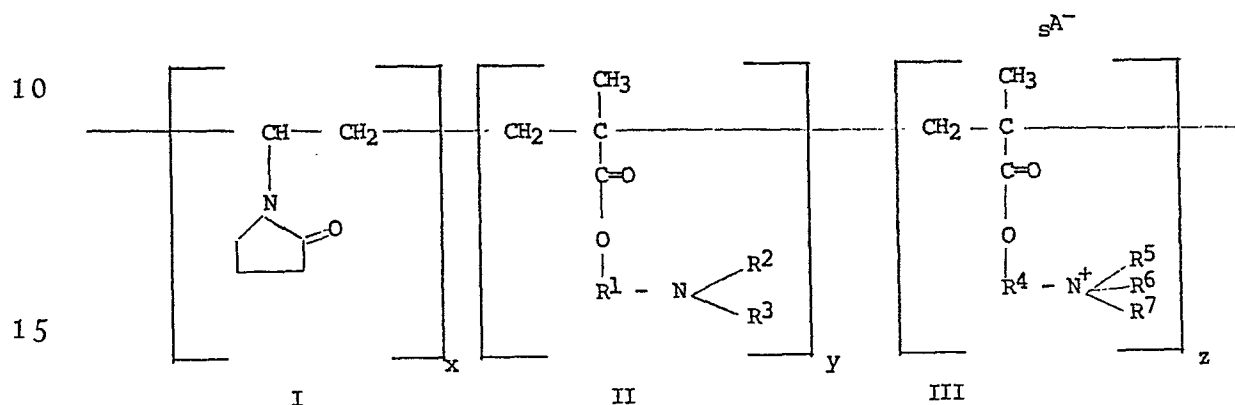 sA⁻
10
CH₃ CH₃
CH CH₂ CH₂ C CH₂ C
C=O C=O
N
O
O O
R² R⁵
R¹ - N R⁴ - N⁺ R⁶
R³ R⁷
15
x y z
I II III